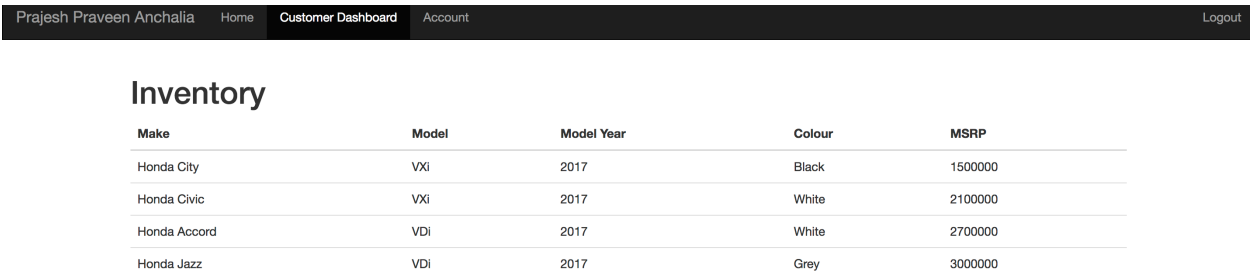 Prajesh Praveen Anchalia Home Customer Dashboard Account Logout
Inventory
Make Model Model Year Colour MSRP
Honda City VXi 2017 Black 1500000
Honda Civic VXi 2017 White 2100000
Honda Accord VDi 2017 White 2700000
Honda Jazz VDi 2017 Grey 3000000